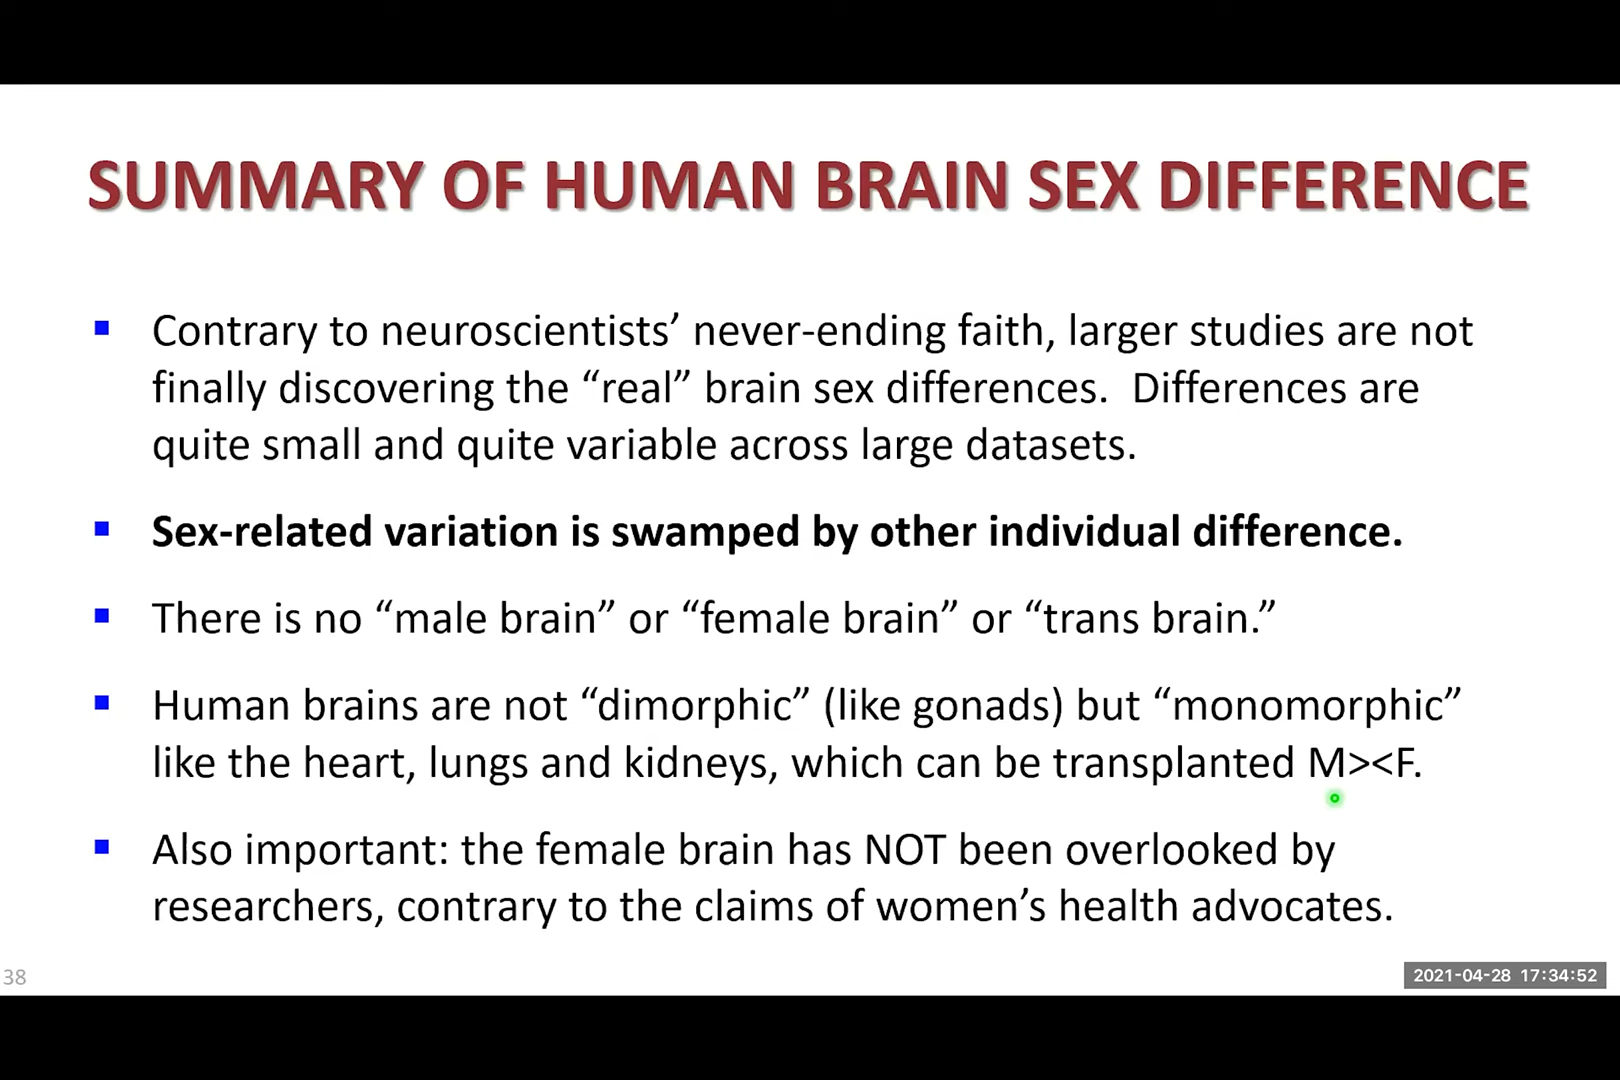 SUMMARY OF HUMAN BRAIN SEX DIFFERENCE
▪ Contrary to neuroscientists’ never-ending faith, larger studies are not
finally discovering the “real” brain sex differences.  Differences are
quite small and quite variable across large datasets.
▪ Sex-related variation is swamped by other individual difference.
▪ There is no “male brain” or “female brain” or “trans brain.”
▪ Human brains are not “dimorphic” (like gonads) but “monomorphic”
like the heart, lungs and kidneys, which can be transplanted M><F.
▪ Also important: the female brain has NOT been overlooked by
researchers, contrary to the claims of women’s health advocates.
38
2021-04-28 17:34:52